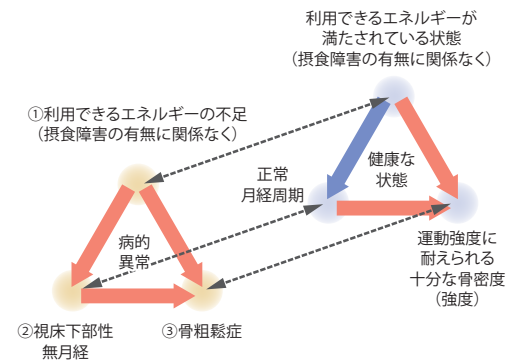 利用できるエネルギーが
満たされている状態
（摂食障害の有無に関係なく）
①利用できるエネルギーの不足
（摂食障害の有無に関係なく）
正常
月経周期
健康な
状態
病的
異常
運動強度に
耐えられる
十分な骨密度
（強度）
②視床下部性
無月経
③骨粗鬆症